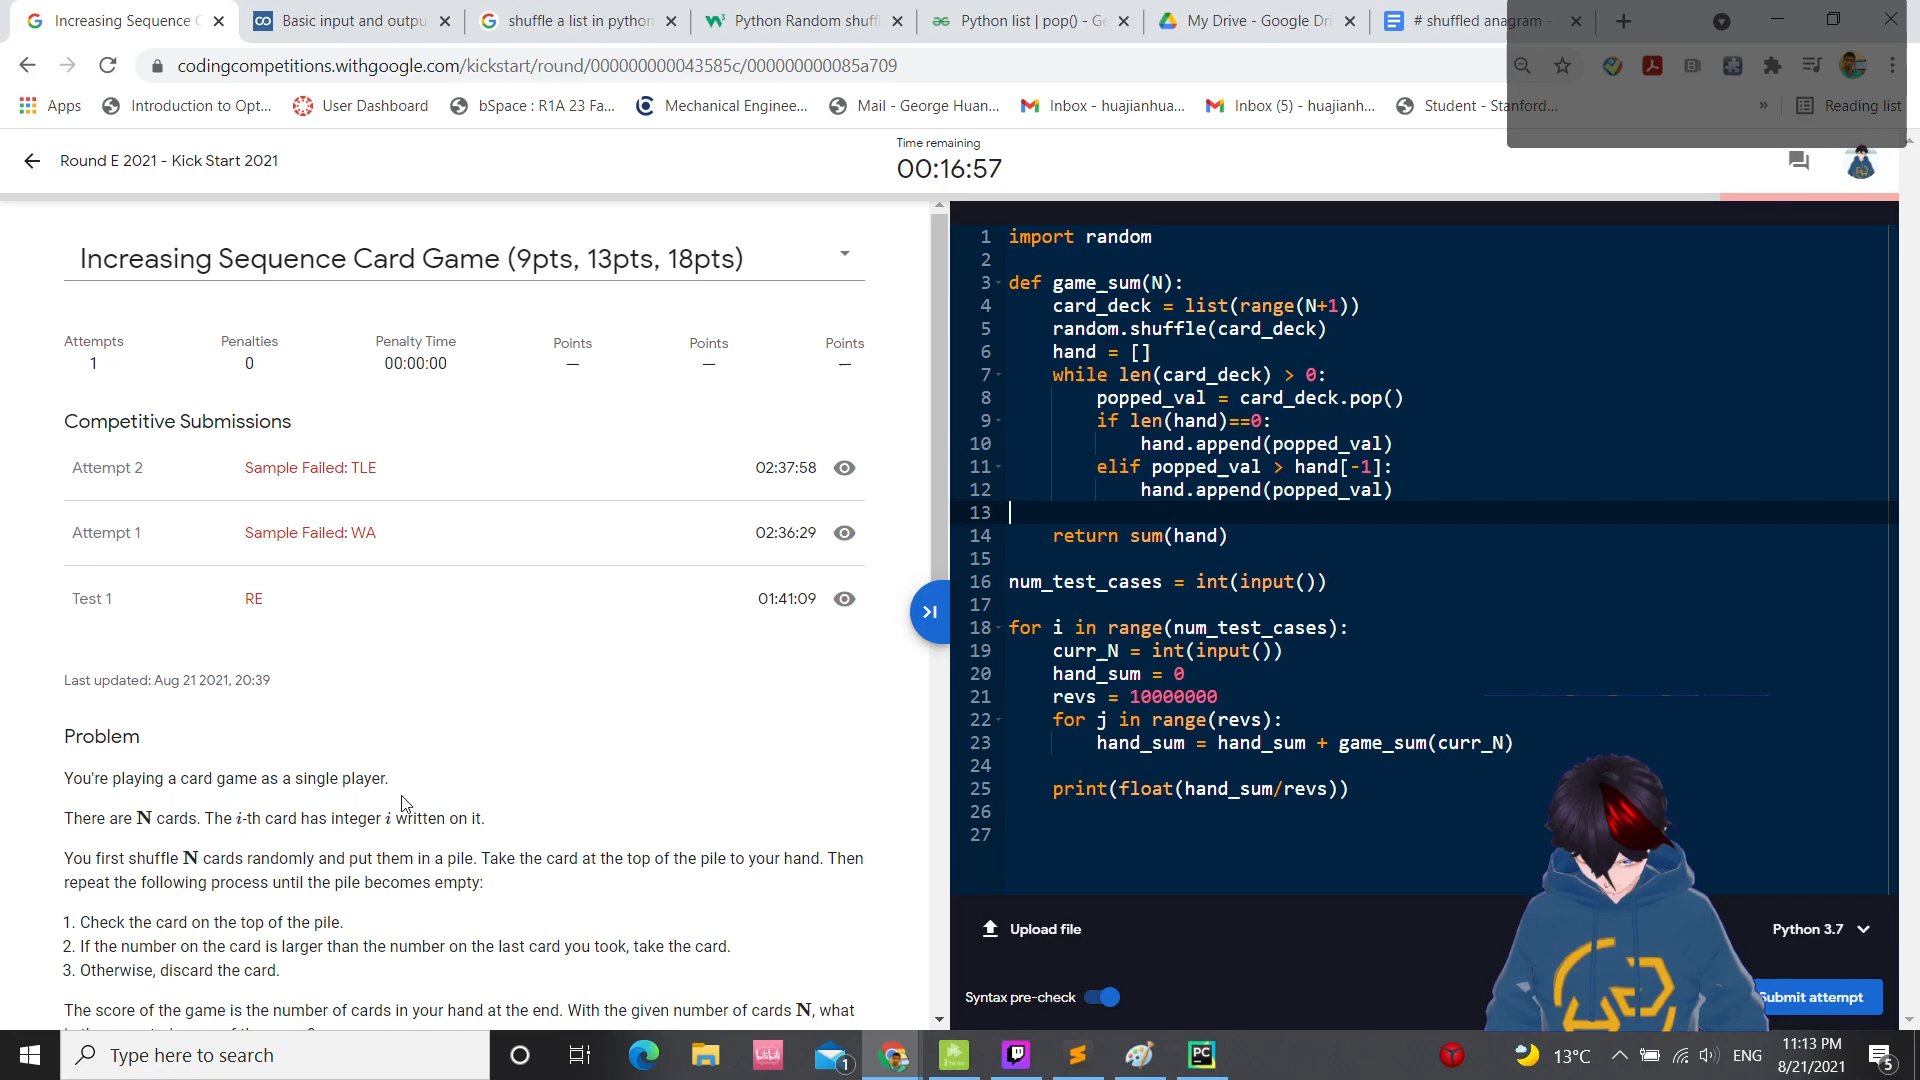 Increasing Sequence C
Basic input and outpu
shuffle a list in python
Python Random shuffl
Python list | pop() - Ge
My Drive - Google Dri
# shuffled anagram -
codingcompetitions.withgoogle.com/kickstart/round/000000000043585c/000000000085a709
Apps
Introduction to Opt...
User Dashboard
bSpace : R1A 23 Fa...
Mechanical Enginee...
Mail - George Huan...
Inbox - huajianhua...
Inbox (5) - huajianh...
Student - Stanford...
»
Reading list
Round E 2021 - Kick Start 2021
Time remaining
00:16:57
Increasing Sequence Card Game (9pts, 13pts, 18pts)
Attempts Penalties Penalty Time Points Points Points
1 0 00:00:00 — — —
Competitive Submissions
Attempt 2 Sample Failed: TLE 02:37:58
Attempt 1 Sample Failed: WA 02:36:29
Test 1 RE 01:41:09
Last updated: Aug 21 2021, 20:39
Problem
You're playing a card game as a single player.
There are N cards. The i-th card has integer i written on it.
You first shuffle N cards randomly and put them in a pile. Take the card at the top of the pile to your hand. Then
repeat the following process until the pile becomes empty:
1. Check the card on the top of the pile.
2. If the number on the card is larger than the number on the last card you took, take the card.
3. Otherwise, discard the card.
The score of the game is the number of cards in your hand at the end. With the given number of cards N, what
1 import random
2
3 def game_sum(N):
4 card_deck = list(range(N+1))
5 random.shuffle(card_deck)
6 hand = []
7 while len(card_deck) > 0:
8 popped_val = card_deck.pop()
9 if len(hand)==0:
10 hand.append(popped_val)
11 elif popped_val > hand[-1]:
12 hand.append(popped_val)
13
14 return sum(hand)
15
16 num_test_cases = int(input())
17
18 for i in range(num_test_cases):
19 curr_N = int(input())
20 hand_sum = 0
21 revs = 10000000
22 for j in range(revs):
23 hand_sum = hand_sum + game_sum(curr_N)
24
25 print(float(hand_sum/revs))
26
27
Upload file
Python 3.7
Syntax pre-check
Submit attempt
Type here to search
1
PC
13°C
ENG
11:13 PM
8/21/2021
5